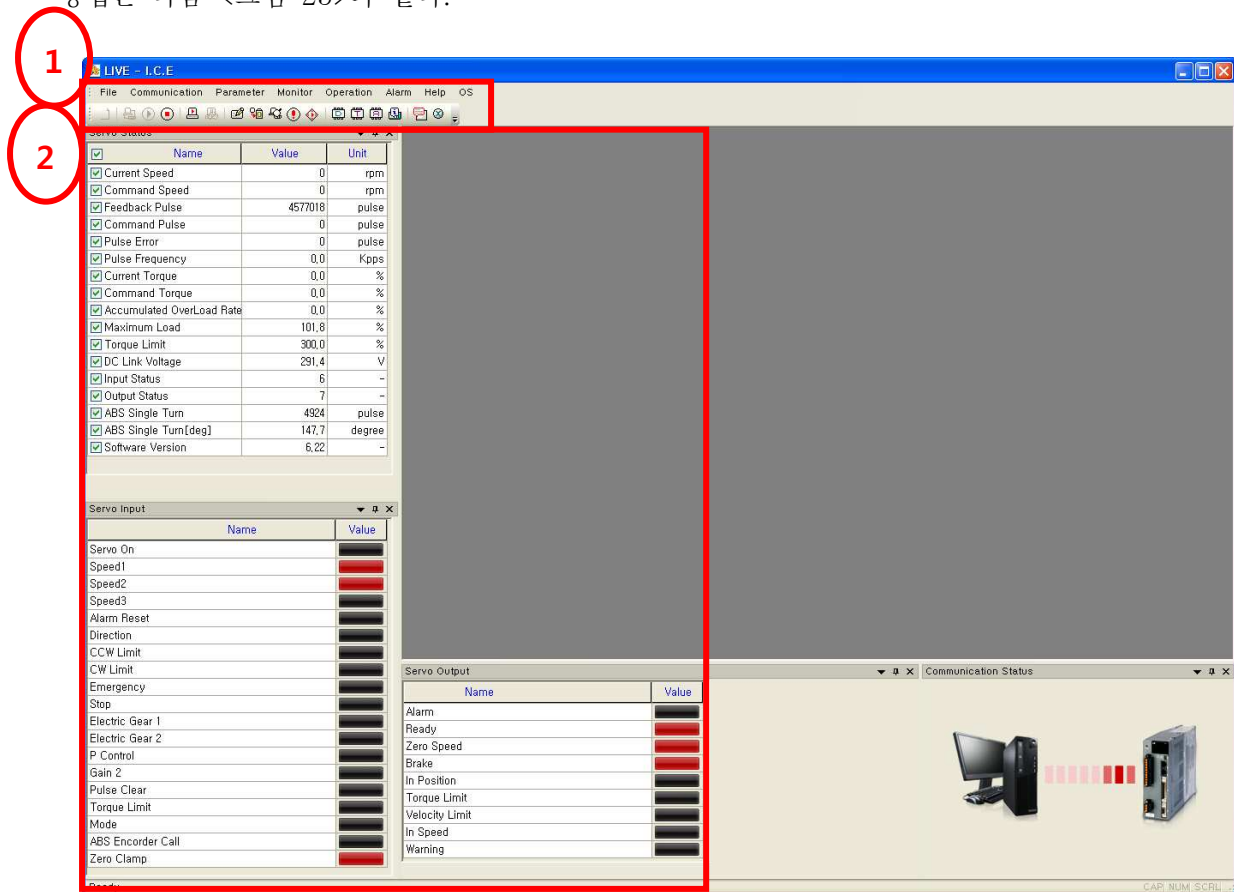 1
LIVE - I.C.E
File Communication Parameter Monitor Operation Alarm Help OS
2
Servo Status
Name Value Unit
Current Speed 0 rpm
Command Speed 0 rpm
Feedback Pulse 4577018 pulse
Command Pulse 0 pulse
Pulse Error 0 pulse
Pulse Frequency 0,0 Kpps
Current Torque 0,0 %
Command Torque 0,0 %
Accumulated OverLoad Rate 0,0 %
Maximum Load 101,8 %
Torque Limit 300,0 %
DC Link Voltage 291,4 V
Input Status 6 -
Output Status 7 -
ABS Single Turn 4924 pulse
ABS Single Turn[deg] 147,7 degree
Software Version 6,22 -
Servo Input
Name Value
Servo On
Speed1
Speed2
Speed3
Alarm Reset
Direction
CCW Limit
CW Limit
Emergency
Stop
Electric Gear 1
Electric Gear 2
P Control
Gain 2
Pulse Clear
Torque Limit
Mode
ABS Encorder Call
Zero Clamp
Servo Output
Name Value
Alarm
Ready
Zero Speed
Brake
In Position
Torque Limit
Velocity Limit
In Speed
Warning
Communication Status
Ready
CAP NUM SCRL